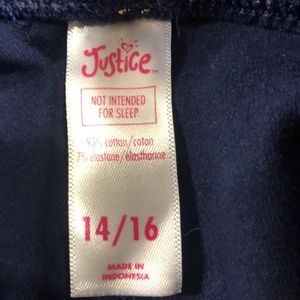 Justice
NOT INTENDED
FOR SLEEP
93% cotton/coton
7% elastane/élasthanne
14/16
MADE IN
INDONESIA